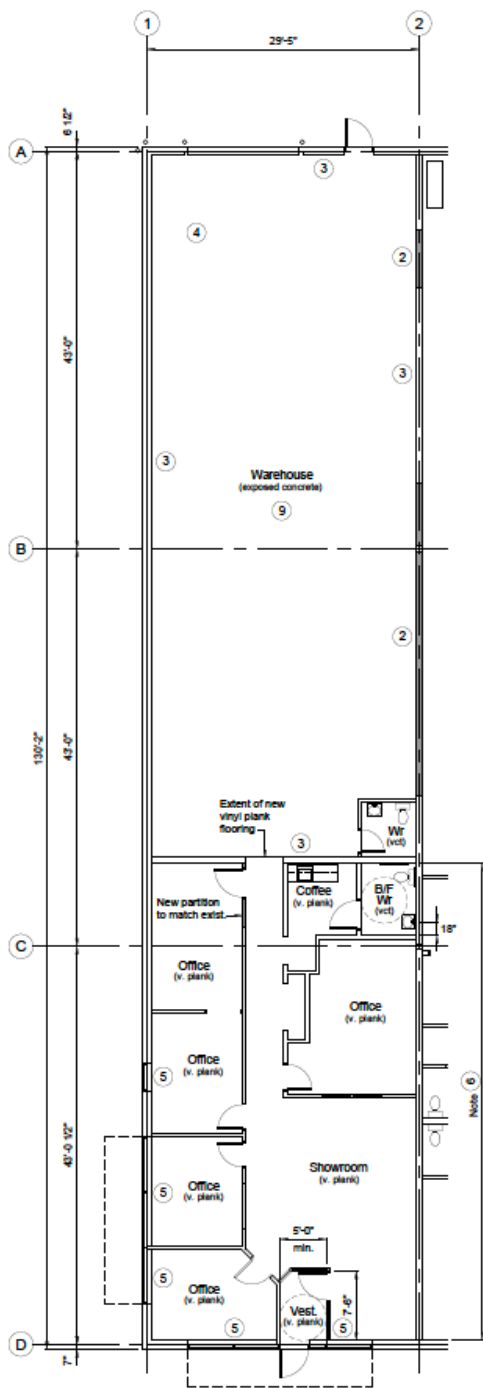 1
2
29'-5"
6 1/2"
A
3
4
2
43'-0"
3
3
Warehouse
(exposed concrete)
9
B
2
130'-2"
43'-0"
Extent of new
vinyl plank
flooring
3
Wr
(vct)
Coffee
(v. plank)
B/F
Wr
(vct)
New partition
to match exist.
18"
C
Office
(v. plank)
Office
(v. plank)
Office
(v. plank)
5
Note 6
43'-0 1/2"
Showroom
(v. plank)
5
Office
(v. plank)
5'-0"
min.
5
Office
(v. plank)
7'-6"
Vest.
(v. plank)
5
5
D
7"